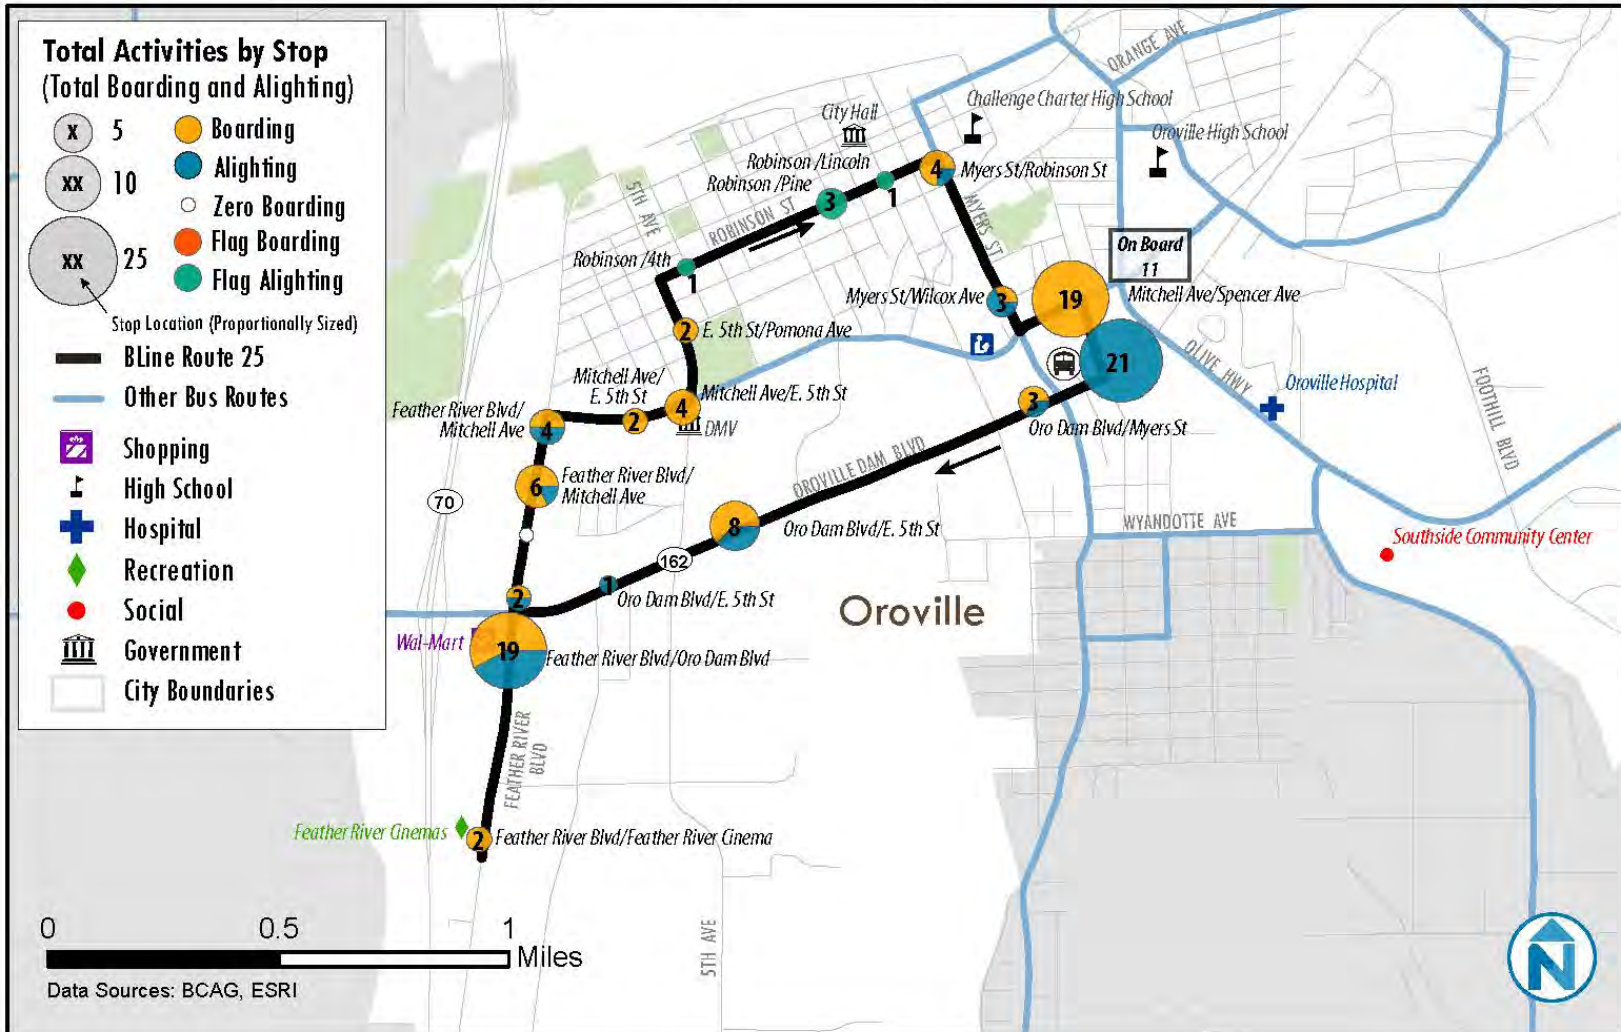 Total Activities by Stop
(Total Boarding and Alighting)
x 5
xx 10
xx 25
Boarding
Alighting
Zero Boarding
Flag Boarding
Flag Alighting
Stop Location (Proportionally Sized)
BLine Route 25
Other Bus Routes
Shopping
High School
Hospital
Recreation
Social
Government
City Boundaries
ORANGE AVE
Challenge Charter High School
City Hall
Oroville High School
Robinson /Lincoln
Robinson /Pine
4
Myers St/Robinson St
5TH AVE
ROBINSON ST
3
1
MYERS ST
On Board
11
Robinson /4th
1
Myers St/Wilcox Ave
3
19
Mitchell Ave/Spencer Ave
2
E. 5th St/Pomona Ave
21
OLIVE HWY
Oroville Hospital
FOOTHILL BLVD
Mitchell Ave/
E. 5th St
Mitchell Ave/E. 5th St
Feather River Blvd/
Mitchell Ave
4
2
4
DMV
3
Oro Dam Blvd/Myers St
OROVILLE DAM BLVD
6
Feather River Blvd/
Mitchell Ave
70
8
Oro Dam Blvd/E. 5th St
WYANDOTTE AVE
Southside Community Center
162
2
1
Oro Dam Blvd/E. 5th St
Oroville
Wal-Mart
19
Feather River Blvd/Oro Dam Blvd
FEATHER RIVER
BLVD
Feather River Cinemas
2
Feather River Blvd/Feather River Cinema
5TH AVE
0 0.5 1
Miles
Data Sources: BCAG, ESRI
N